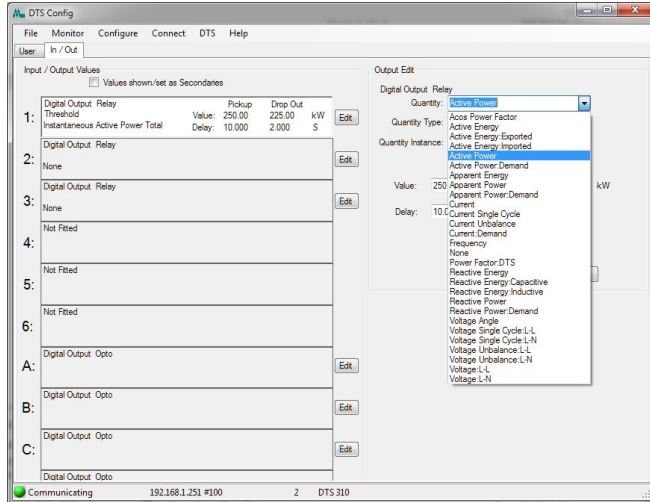 DTS Config
File Monitor Configure Connect DTS Help
User In / Out
Input / Output Values
Values shown/set as Secondaries
1:
Digital Output Relay Pickup Drop Out
Threshold Value: 250.00 225.00 kW
Instantaneous Active Power Total Delay: 10.000 2.000 S
Edit
2:
Digital Output Relay
None
Edit
3:
Digital Output Relay
None
Edit
4:
Not Fitted
5:
Not Fitted
6:
Not Fitted
A:
Digital Output Opto
Edit
B:
Digital Output Opto
Edit
C:
Digital Output Opto
Edit
Digital Output Opto
Output Edit
Digital Output Relay
Quantity: Active Power
Quantity Type:
Quantity Instance:
Value: 250 kW
Delay: 10.0
Acos Power Factor
Active Energy
Active Energy:Exported
Active Energy:Imported
Active Power
Active Power:Demand
Apparent Energy
Apparent Power
Apparent Power:Demand
Current
Current Single Cycle
Current Unbalance
Current:Demand
Frequency
None
Power Factor:DTS
Reactive Energy
Reactive Energy:Capacitive
Reactive Energy:Inductive
Reactive Power
Reactive Power:Demand
Voltage Angle
Voltage Single Cycle:L-L
Voltage Single Cycle:L-N
Voltage Unbalance:L-L
Voltage Unbalance:L-N
Voltage:L-L
Voltage:L-N
Communicating 192.168.1.251 #100 2 DTS 310